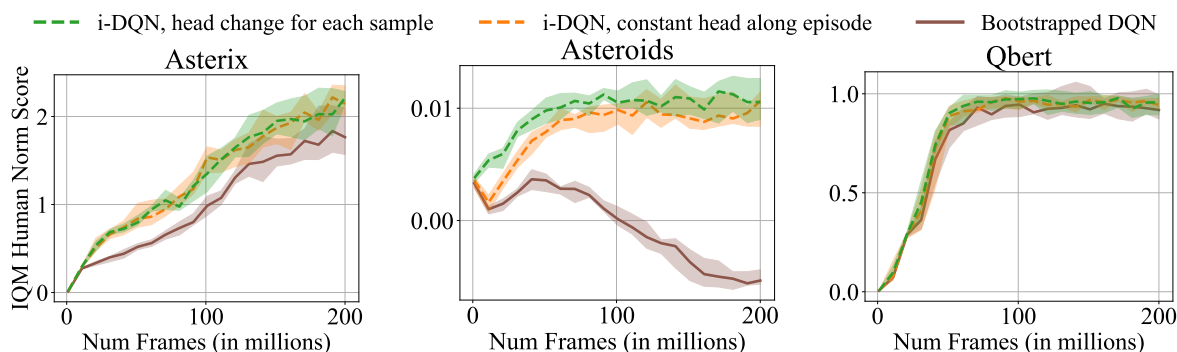 i-DQN, head change for each sample i-DQN, constant head along episode Bootstrapped DQN
Asterix
Asteroids
Qbert
IQM Human Norm Score
2
1
0
0 100 200
Num Frames (in millions)
0.01
0.00
0 100 200
Num Frames (in millions)
1.0
0.5
0.0
0 100 200
Num Frames (in millions)